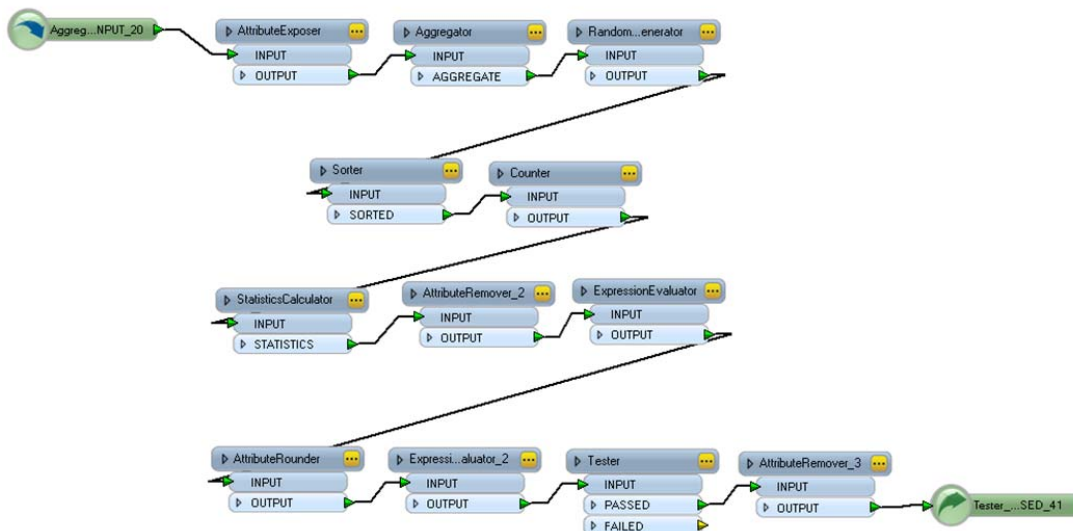 Aggreg...NPUT_20
AttributeExposer
INPUT
OUTPUT
Aggregator
INPUT
AGGREGATE
Random...enerator
INPUT
OUTPUT
Sorter
INPUT
SORTED
Counter
INPUT
OUTPUT
StatisticsCalculator
INPUT
STATISTICS
AttributeRemover_2
INPUT
OUTPUT
ExpressionEvaluator
INPUT
OUTPUT
AttributeRounder
INPUT
OUTPUT
Expressi...aluator_2
INPUT
OUTPUT
Tester
INPUT
PASSED
FAILED
AttributeRemover_3
INPUT
OUTPUT
Tester_...SED_41